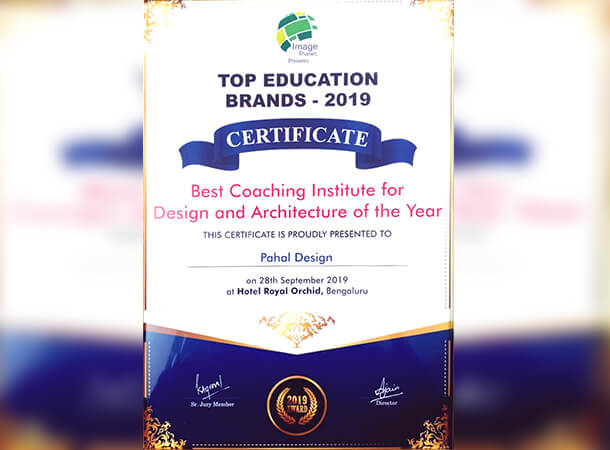 Image
Planet
Presents
TOP EDUCATION
BRANDS - 2019
CERTIFICATE
Best Coaching Institute for
Design and Architecture of the Year
THIS CERTIFICATE IS PROUDLY PRESENTED TO
Pahal Design
on 28th September 2019
at Hotel Royal Orchid, Bengaluru
Sr. Jury Member
2019
AWARD
Director